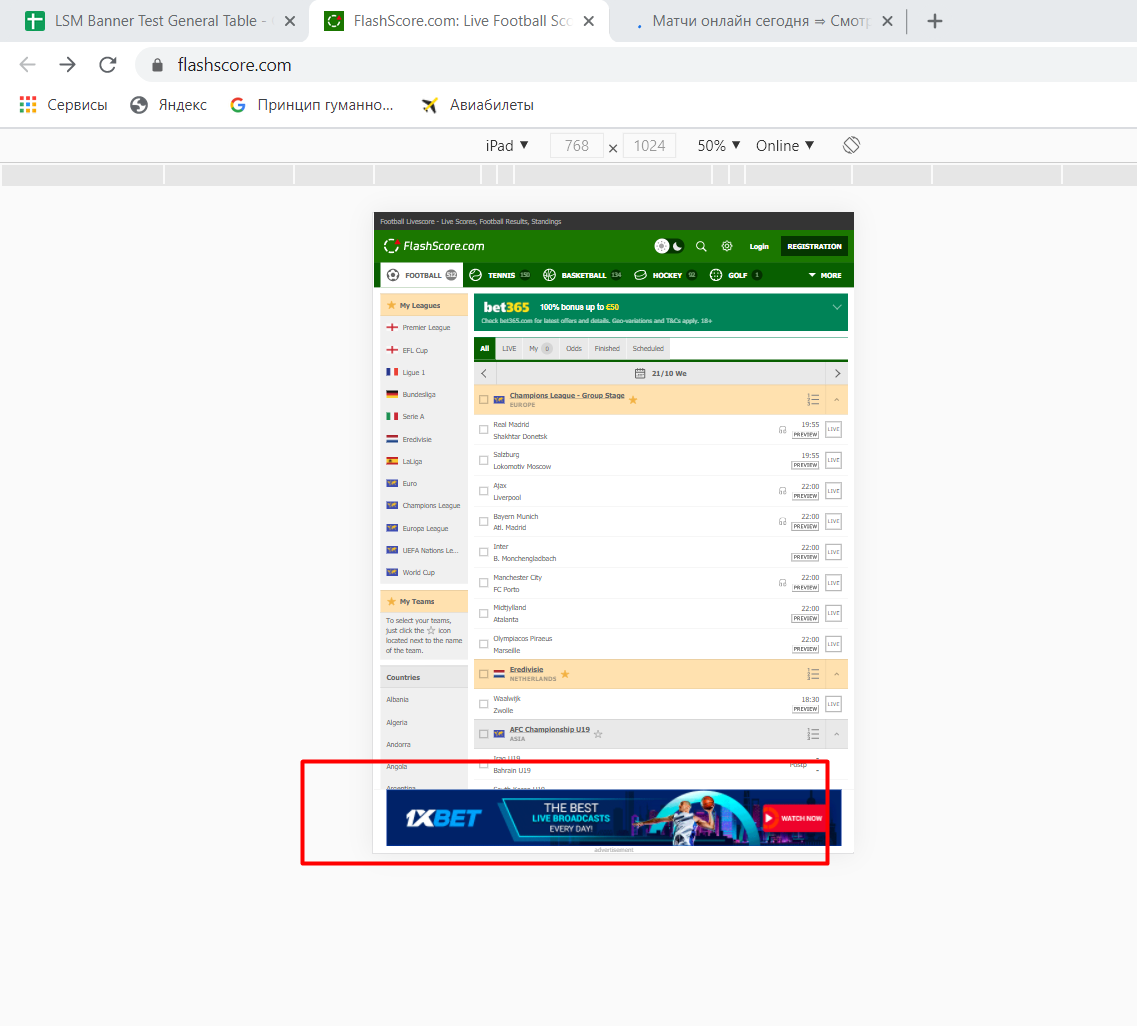 LSM Banner Test General Table -
FlashScore.com: Live Football Sco
Матчи онлайн сегодня ⇒ Смотр
flashscore.com
Сервисы
Яндекс
Принцип гуманно...
Авиабилеты
iPad ▼ 768 × 1024 50% ▼ Online ▼
Football Livescore - Live Scores, Football Results, Standings
FlashScore.com
Login
REGISTRATION
FOOTBALL 512
TENNIS 150
BASKETBALL 134
HOCKEY 92
GOLF 1
MORE
My Leagues
Premier League
EFL Cup
Ligue 1
Bundesliga
Serie A
Eredivisie
LaLiga
Euro
Champions League
Europa League
UEFA Nations Le...
World Cup
My Teams
To select your teams,
just click the ☆ icon
located next to the name
of the team.
Countries
Albania
Algeria
Andorra
Angola
Argentina
bet365 100% bonus up to €50
Check bet365.com for latest offers and details. Geo-variations and T&Cs apply. 18+
All LIVE My 0 Odds Finished Scheduled
21/10 We
Champions League - Group Stage
EUROPE
Real Madrid 19:55
Shakhtar Donetsk PREVIEW LIVE
Salzburg 19:55
Lokomotiv Moscow PREVIEW LIVE
Ajax 22:00
Liverpool PREVIEW LIVE
Bayern Munich 22:00
Atl. Madrid PREVIEW LIVE
Inter 22:00
B. Monchengladbach PREVIEW LIVE
Manchester City 22:00
FC Porto PREVIEW LIVE
Midtjylland 22:00
Atalanta PREVIEW LIVE
Olympiacos Piraeus 22:00
Marseille PREVIEW LIVE
Eredivisie
NETHERLANDS
Waalwijk 18:30
Zwolle PREVIEW LIVE
AFC Championship U19
ASIA
Iraq U19 -
Bahrain U19 Postp -
South Korea U19
1XBET
THE BEST
LIVE BROADCASTS
EVERY DAY!
WATCH NOW
advertisement